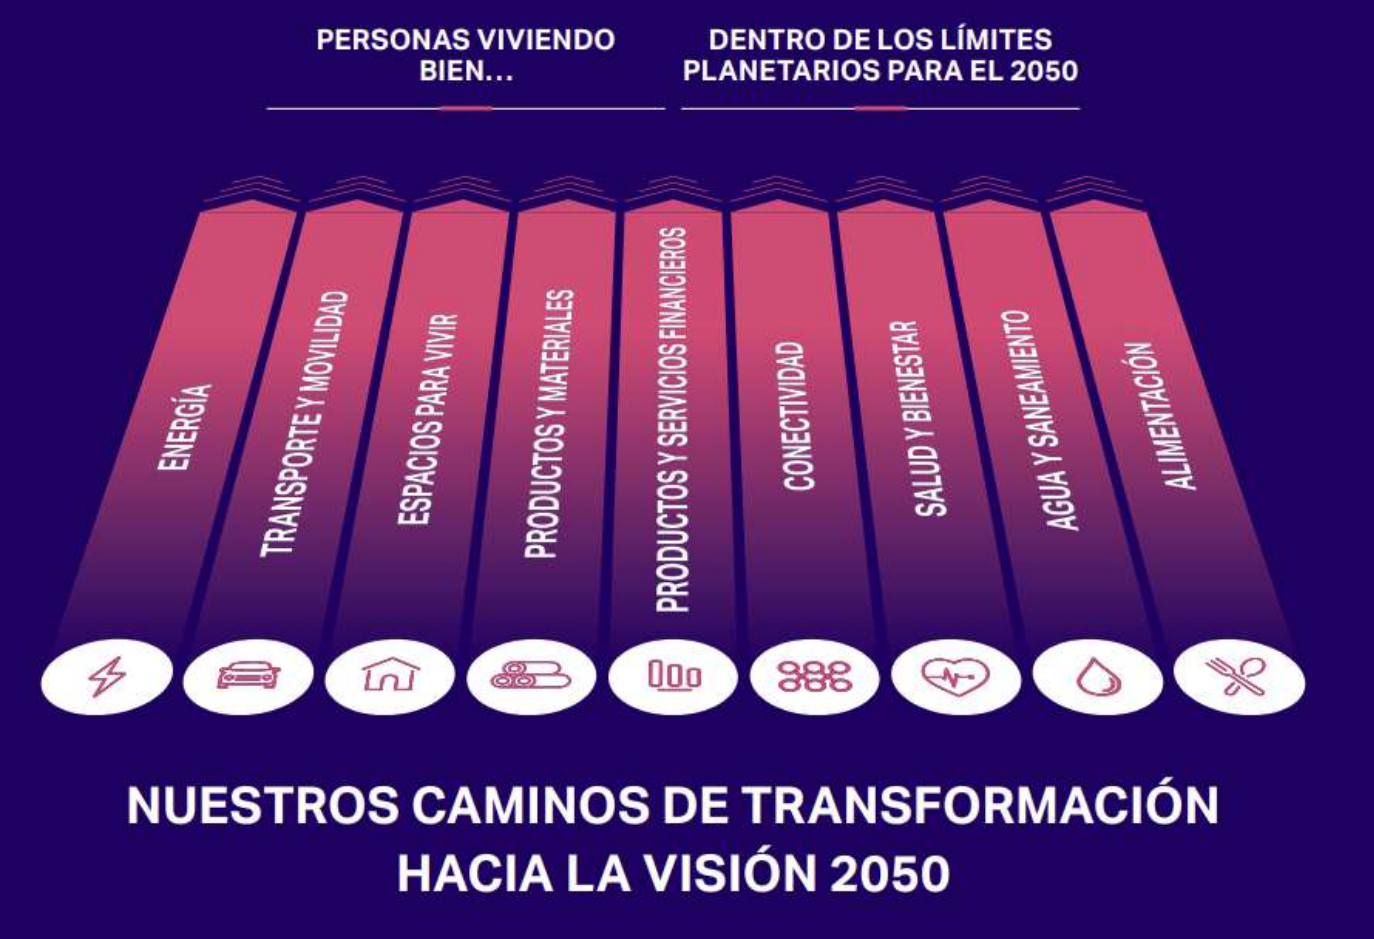 PERSONAS VIVIENDO
BIEN...
DENTRO DE LOS LÍMITES
PLANETARIOS PARA EL 2050
ENERGÍA
TRANSPORTE Y MOVILIDAD
ESPACIOS PARA VIVIR
PRODUCTOS Y MATERIALES
PRODUCTOS Y SERVICIOS FINANCIEROS
CONECTIVIDAD
SALUD Y BIENESTAR
AGUA Y SANEAMIENTO
ALIMENTACIÓN
NUESTROS CAMINOS DE TRANSFORMACIÓN
HACIA LA VISIÓN 2050